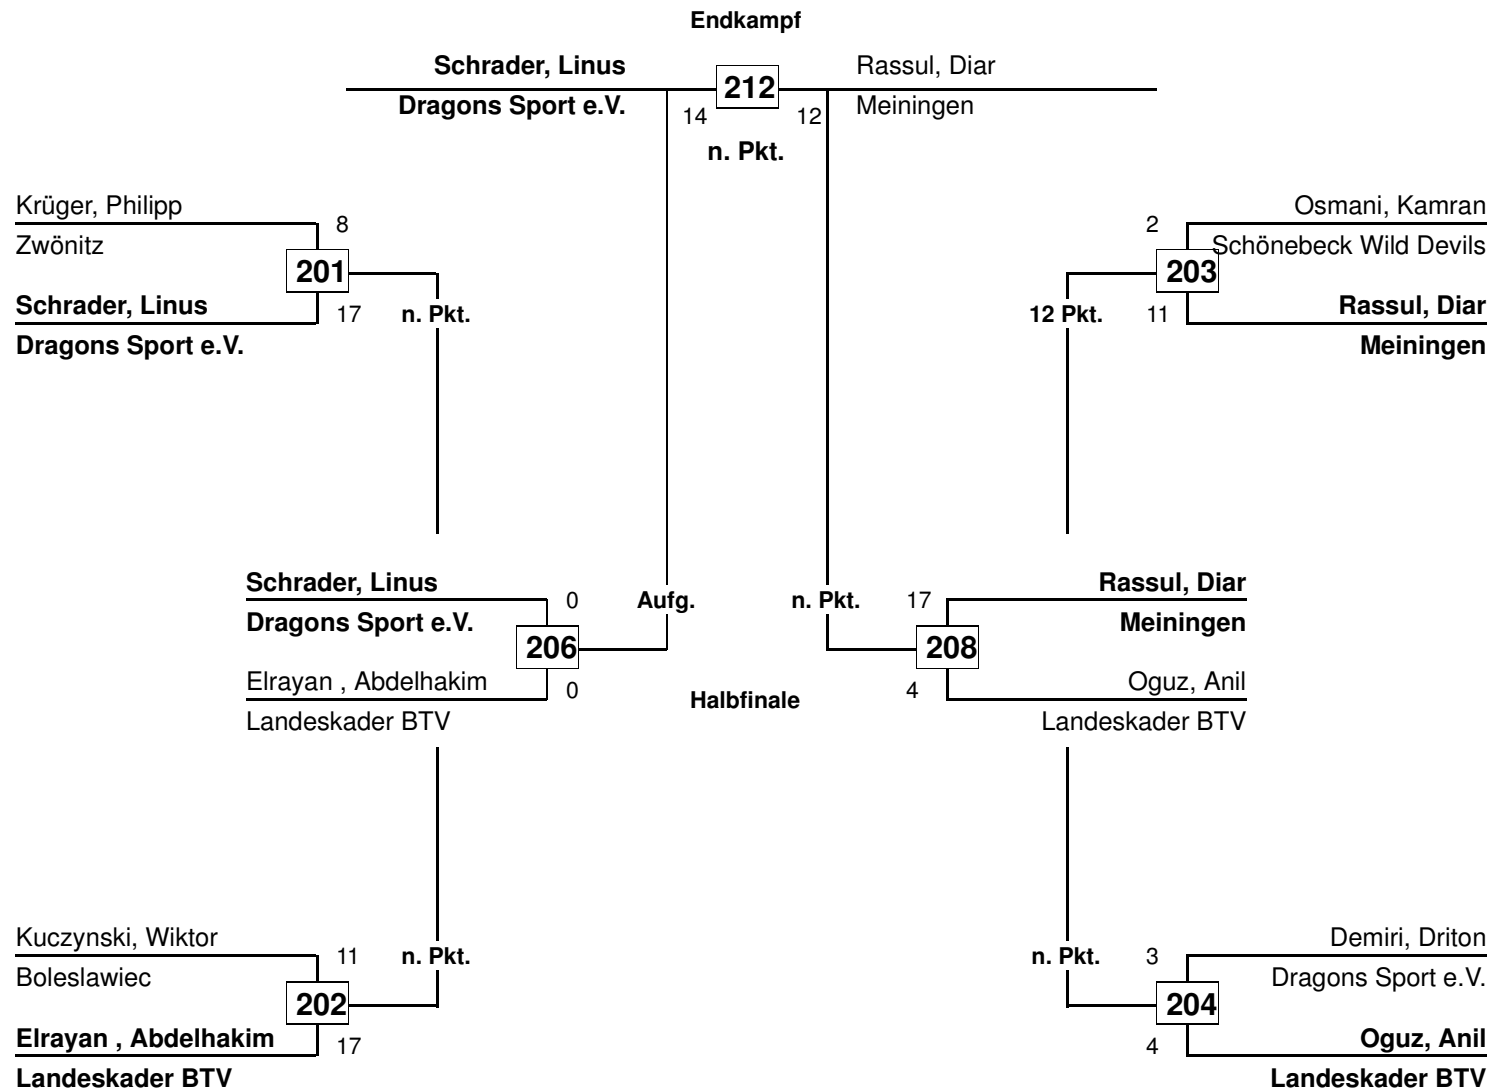 Endkampf
Schrader, Linus
Dragons Sport e.V.
212
Rassul, Diar
Meiningen
14
12
n. Pkt.
Krüger, Philipp
Zwönitz
8
201
Schrader, Linus
Dragons Sport e.V.
17
n. Pkt.
Osmani, Kamran
Schönebeck Wild Devils
2
203
Rassul, Diar
Meiningen
11
12 Pkt.
Schrader, Linus
Dragons Sport e.V.
0
206
Aufg.
Elrayan , Abdelhakim
Landeskader BTV
0
Halbfinale
n. Pkt.
17
Rassul, Diar
Meiningen
208
4
Oguz, Anil
Landeskader BTV
Kuczynski, Wiktor
Boleslawiec
11
n. Pkt.
202
Elrayan , Abdelhakim
Landeskader BTV
17
n. Pkt.
3
Demiri, Driton
Dragons Sport e.V.
204
4
Oguz, Anil
Landeskader BTV